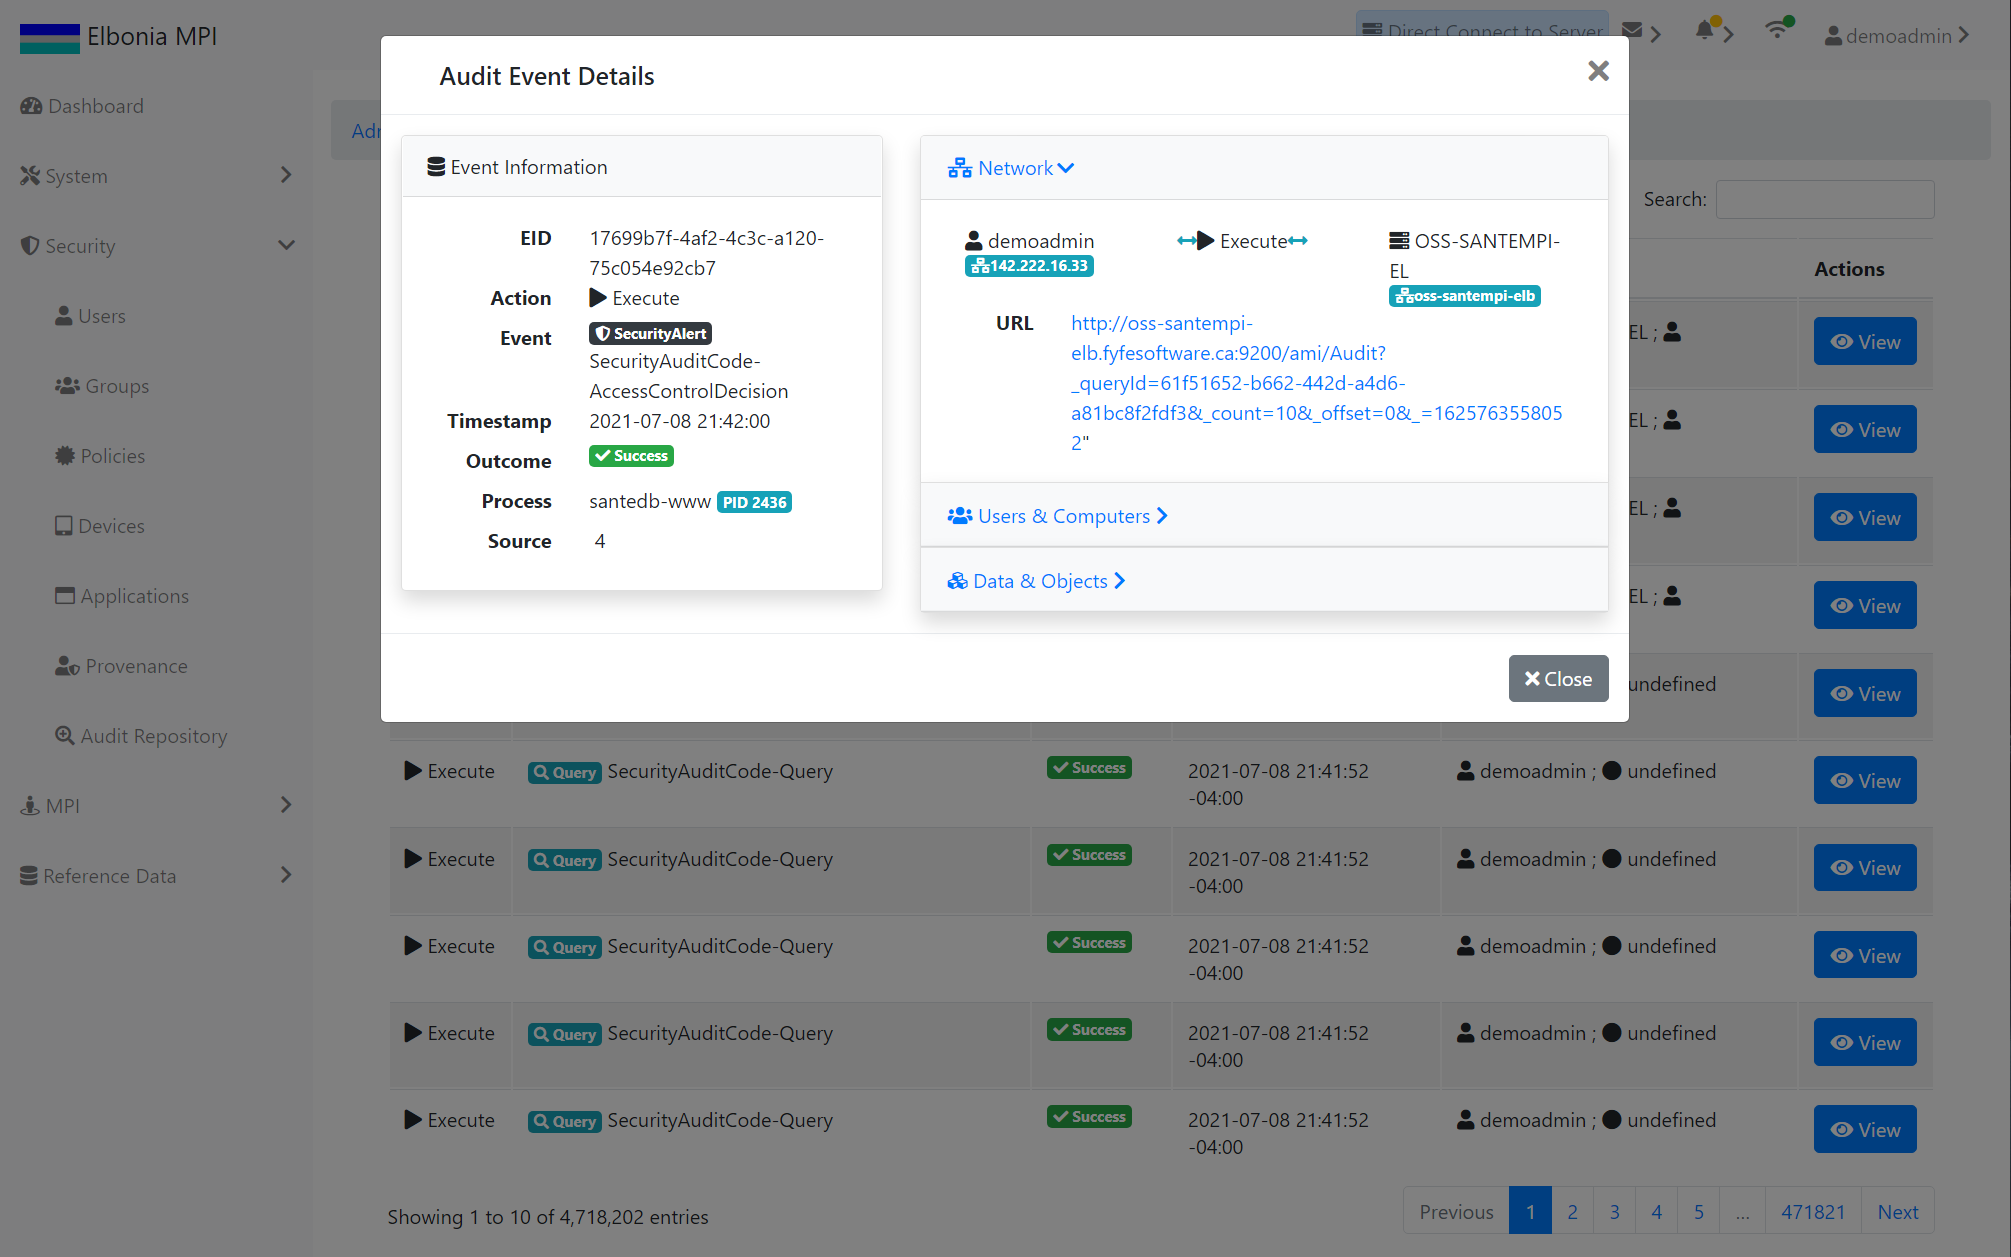 Elbonia MPI
Direct Connect to Server
demoadmin
Dashboard
System
Security
Users
Groups
Policies
Devices
Applications
Provenance
Audit Repository
MPI
Reference Data
Search:
Actions
Audit Event Details
Event Information
EID 17699b7f-4af2-4c3c-a120-
75c054e92cb7
Action Execute
Event SecurityAlert
SecurityAuditCode-
AccessControlDecision
Timestamp 2021-07-08 21:42:00
Outcome Success
Process santedb-www PID 2436
Source 4
Network
demoadmin Execute OSS-SANTEMPI-
142.222.16.33 EL
oss-santempi-elb
URL http://oss-santempi-
elb.fyfesoftware.ca:9200/ami/Audit?
_queryId=61f51652-b662-442d-a4d6-
a81bc8f2fdf3&_count=10&_offset=0&_=162576355805
2"
Users & Computers
Data & Objects
Close
EL ; View
EL ; View
EL ; View
EL ; View
undefined View
Execute Query SecurityAuditCode-Query Success 2021-07-08 21:41:52 demoadmin ; undefined View
-04:00
Execute Query SecurityAuditCode-Query Success 2021-07-08 21:41:52 demoadmin ; undefined View
-04:00
Execute Query SecurityAuditCode-Query Success 2021-07-08 21:41:52 demoadmin ; undefined View
-04:00
Execute Query SecurityAuditCode-Query Success 2021-07-08 21:41:52 demoadmin ; undefined View
-04:00
Execute Query SecurityAuditCode-Query Success 2021-07-08 21:41:52 demoadmin ; undefined View
-04:00
Showing 1 to 10 of 4,718,202 entries
Previous 1 2 3 4 5 ... 471821 Next